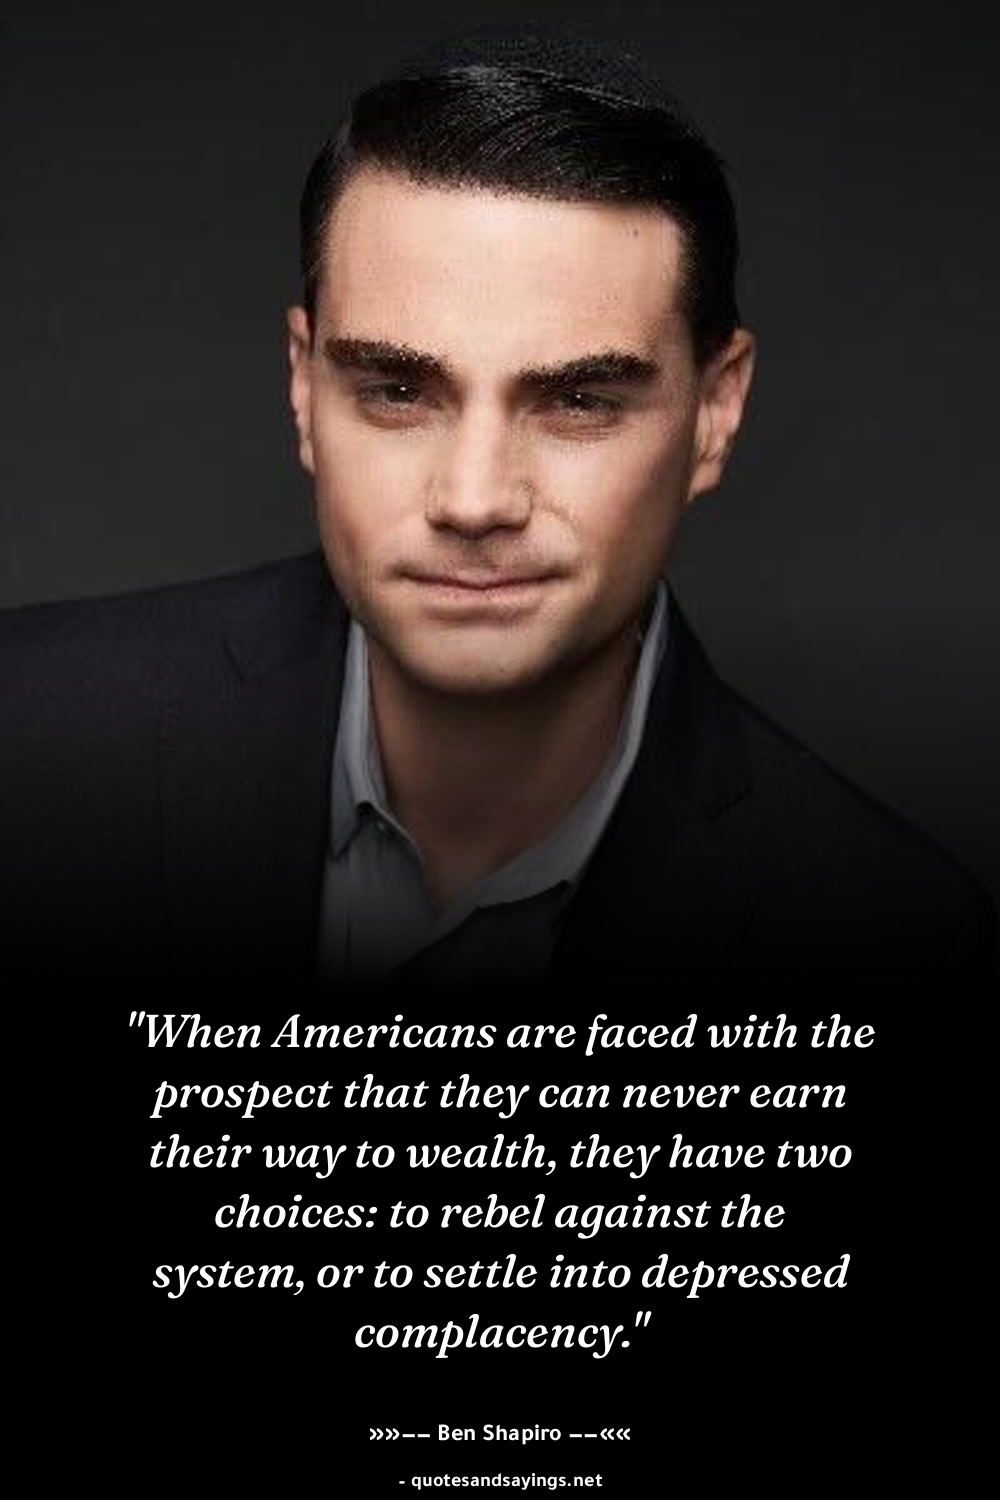 "When Americans are faced with the
prospect that they can never earn
their way to wealth, they have two
choices: to rebel against the
system, or to settle into depressed
complacency."
»»−− Ben Shapiro −−««
- quotesandsayings.net